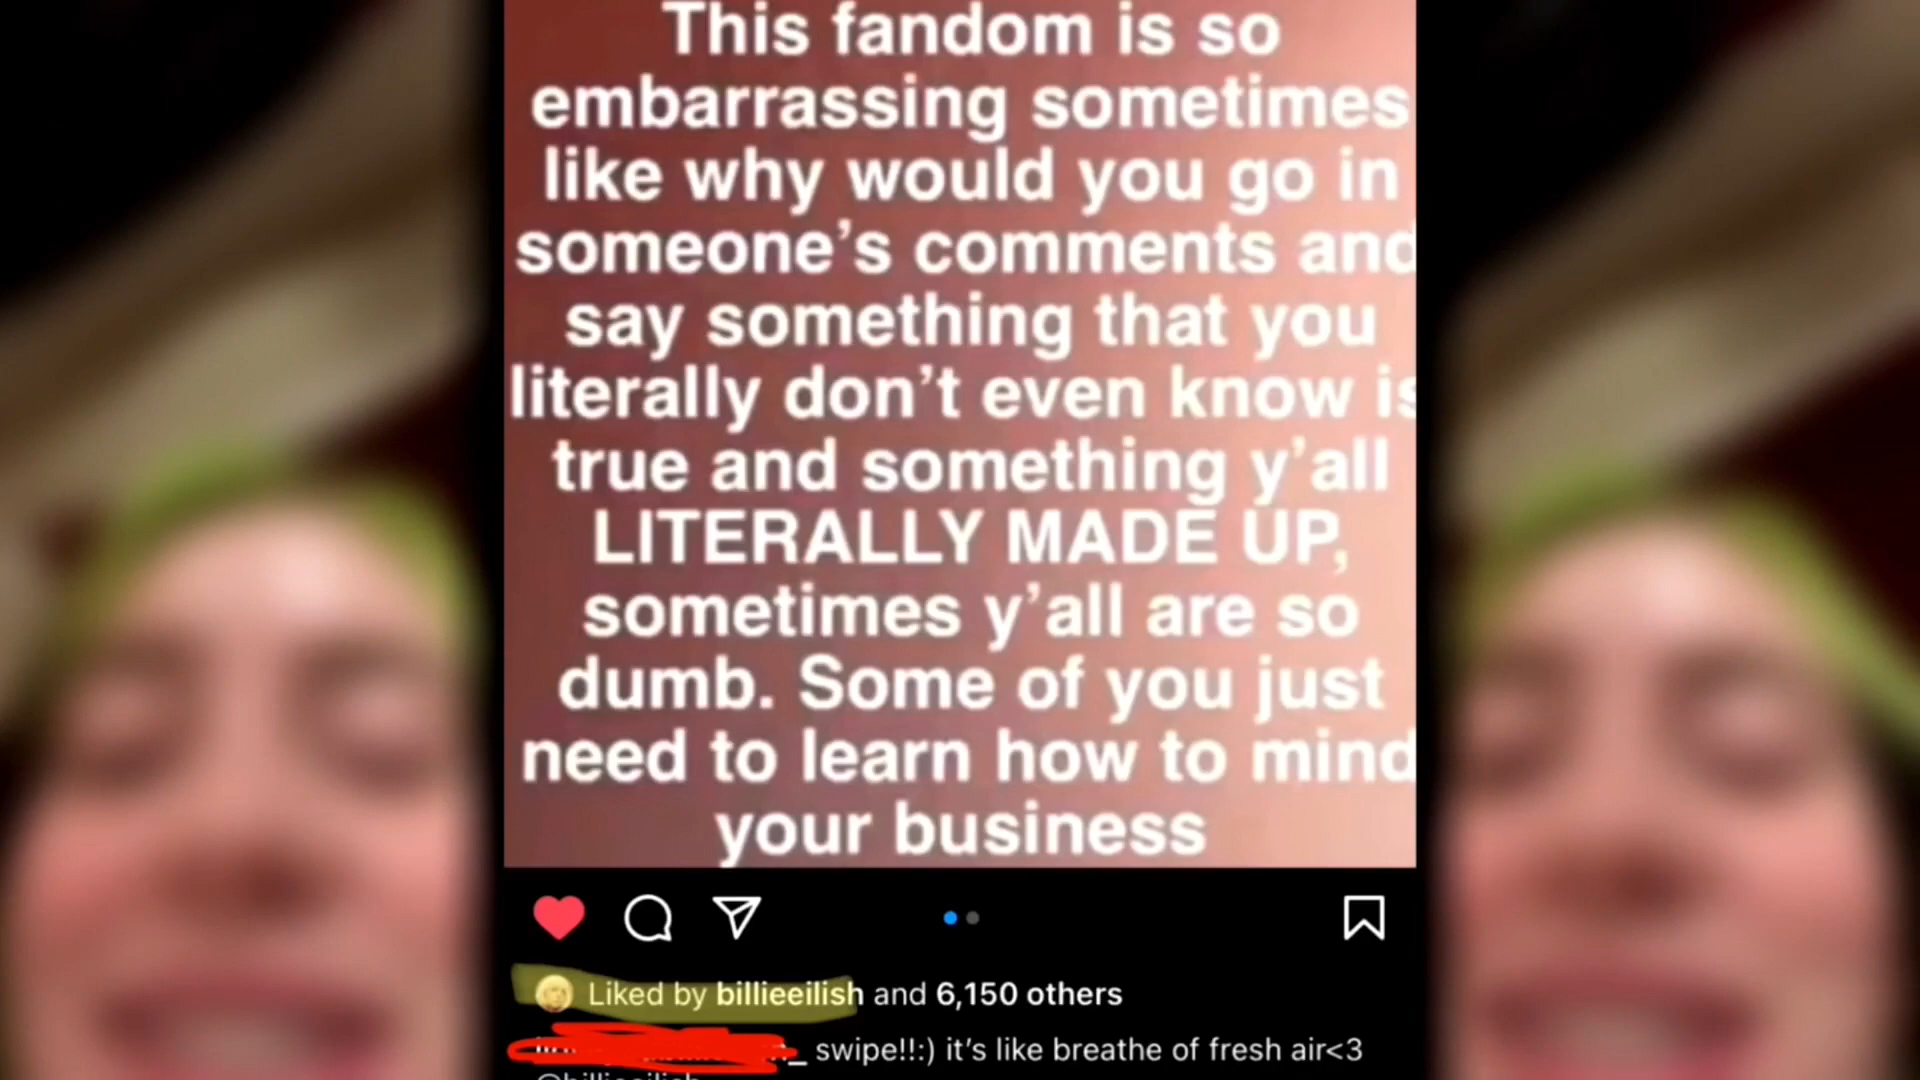 This fandom is so
embarrassing sometimes
like why would you go in
someone’s comments and
say something that you
literally don’t even know is
true and something y’all
LITERALLY MADE UP,
sometimes y’all are so
dumb. Some of you just
need to learn how to mind
your business
Liked by billieeilish and 6,150 others
swipe!!:) it’s like breathe of fresh air<3
@billieeilish